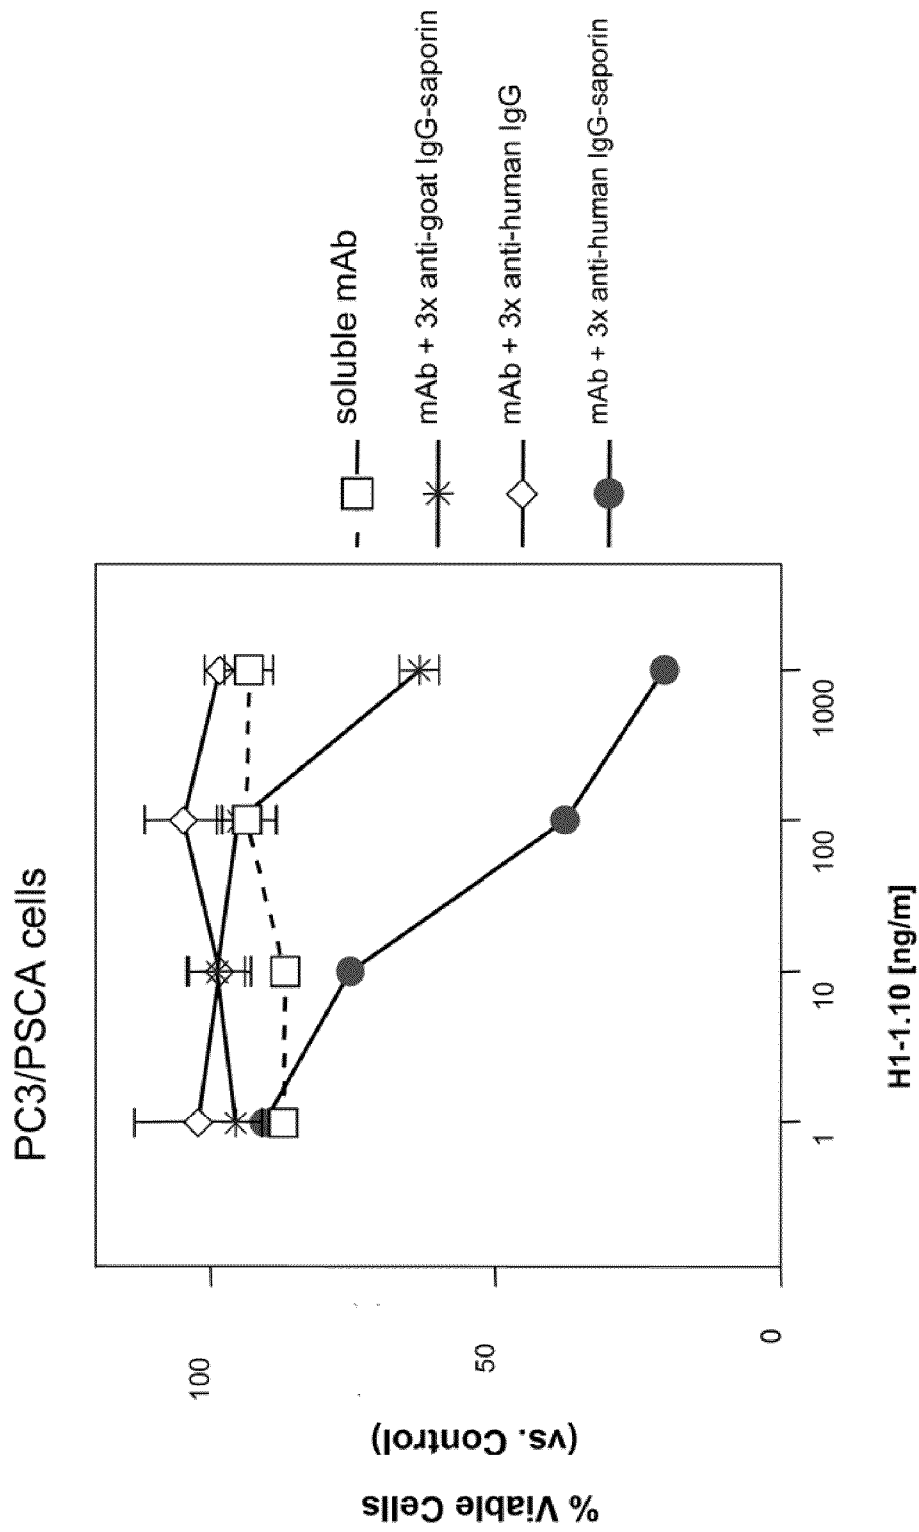 PC3/PSCA cells
% Viable Cells
(vs. Control)
100
50
0
1
10
100
1000
H1-1.10 [ng/m]
soluble mAb
mAb + 3x anti-goat IgG-saporin
mAb + 3x anti-human IgG
mAb + 3x anti-human IgG-saporin